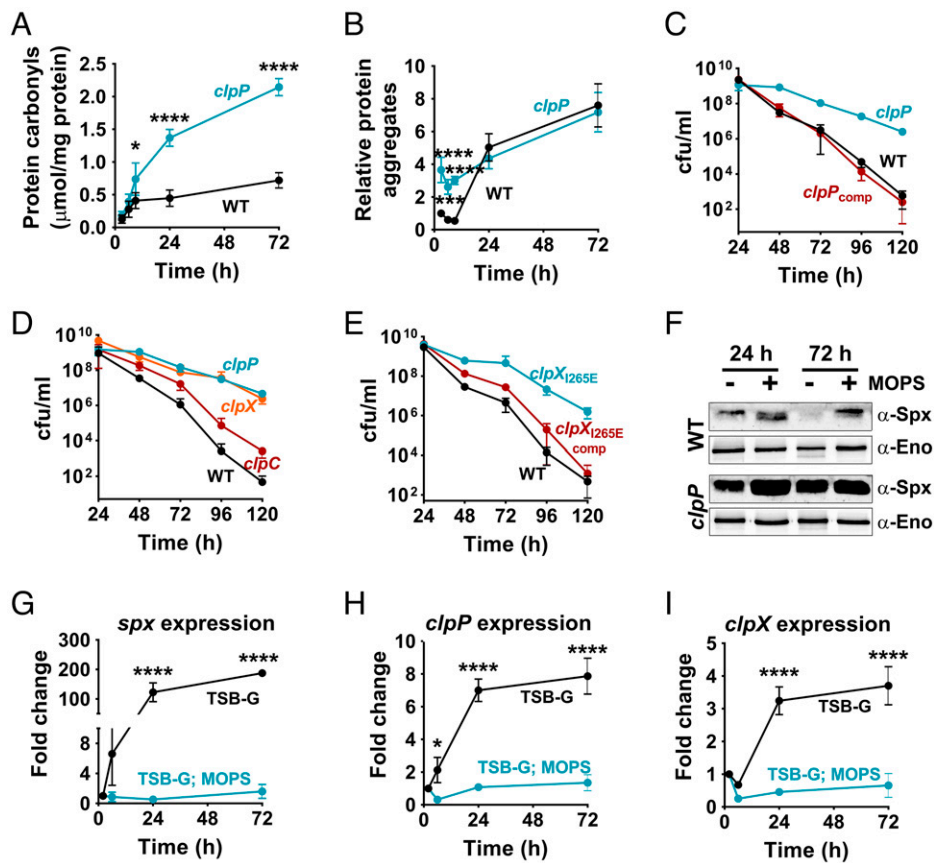 A
Protein carbonyls
(μmol/mg protein)
2.5
2.0
1.5
1.0
0.5
0.0
clpP
*
****
****
WT
0
24
48
72
Time (h)
B
Relative protein
aggregates
10
8
6
4
2
0
clpP
****
****
***
WT
0
24
48
72
Time (h)
C
cfu/ml
10^10
10^8
10^6
10^4
10^2
clpP
WT
clpP_comp
24
48
72
96
120
Time (h)
D
cfu/ml
10^10
10^8
10^6
10^4
10^2
clpP
clpX
clpC
WT
24
48
72
96
120
Time (h)
E
cfu/ml
10^10
10^8
10^6
10^4
10^2
clpX_I265E
clpX_I265E
comp
WT
24
48
72
96
120
Time (h)
F
24 h 72 h
- + - + MOPS
WT
α-Spx
α-Eno
clpP
α-Spx
α-Eno
G
spx expression
Fold change
300
200
100
8
4
0
****
****
TSB-G
TSB-G; MOPS
0
24
48
72
Time (h)
H
clpP expression
Fold change
10
8
6
4
2
0
*
****
****
TSB-G
TSB-G; MOPS
0
24
48
72
Time (h)
I
clpX expression
Fold change
5
4
3
2
1
0
****
****
TSB-G
TSB-G; MOPS
0
24
48
72
Time (h)